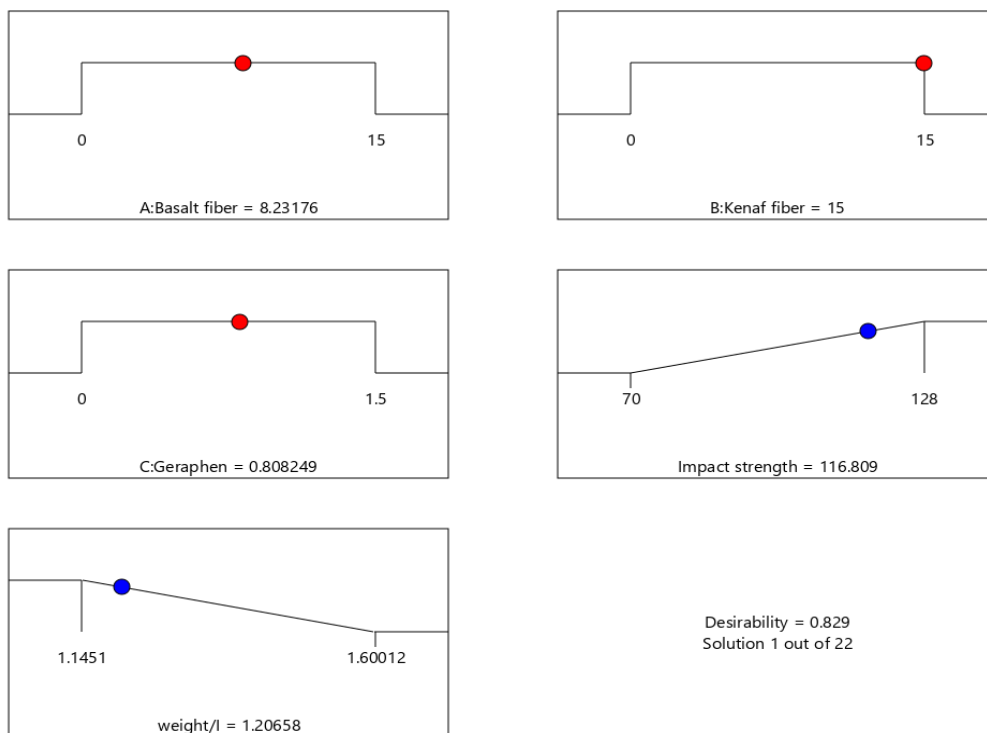 0
15
A:Basalt fiber = 8.23176
0
15
B:Kenaf fiber = 15
0
1.5
C:Geraphen = 0.808249
70
128
Impact strength = 116.809
1.1451
1.60012
weight/I = 1.20658
Desirability = 0.829
Solution 1 out of 22